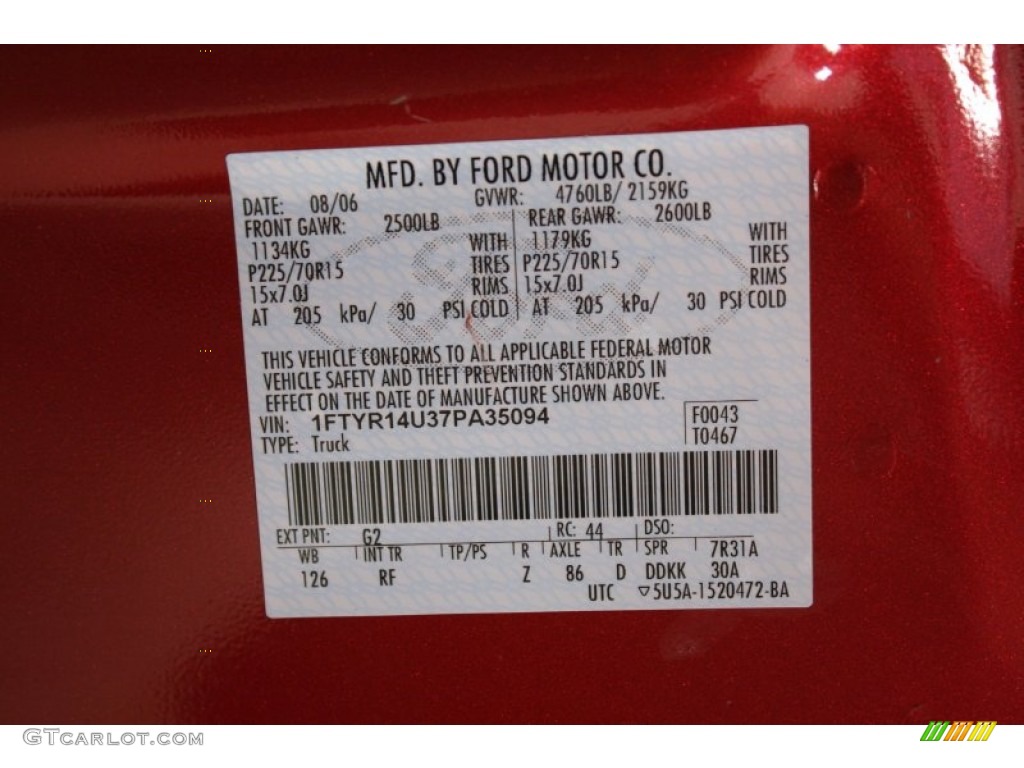 MFD. BY FORD MOTOR CO.
DATE: 08/06 GVWR: 4760LB/ 2159KG
FRONT GAWR: 2500LB REAR GAWR: 2600LB
1134KG WITH 1179KG WITH
P225/70R15 TIRES P225/70R15 TIRES
15x7.0J RIMS 15x7.0J RIMS
AT 205 kPa/ 30 PSI COLD AT 205 kPa/ 30 PSI COLD
THIS VEHICLE CONFORMS TO ALL APPLICABLE FEDERAL MOTOR
VEHICLE SAFETY AND THEFT PREVENTION STANDARDS IN
EFFECT ON THE DATE OF MANUFACTURE SHOWN ABOVE.
VIN: 1FTYR14U37PA35094 F0043
TYPE: Truck T0467
EXT PNT: G2 RC: 44 DSO:
WB INT TR TP/PS R AXLE TR SPR 7R31A
126 RF Z 86 D DDKK 30A
UTC ▽5U5A-1520472-BA
GTCARLOT.COM